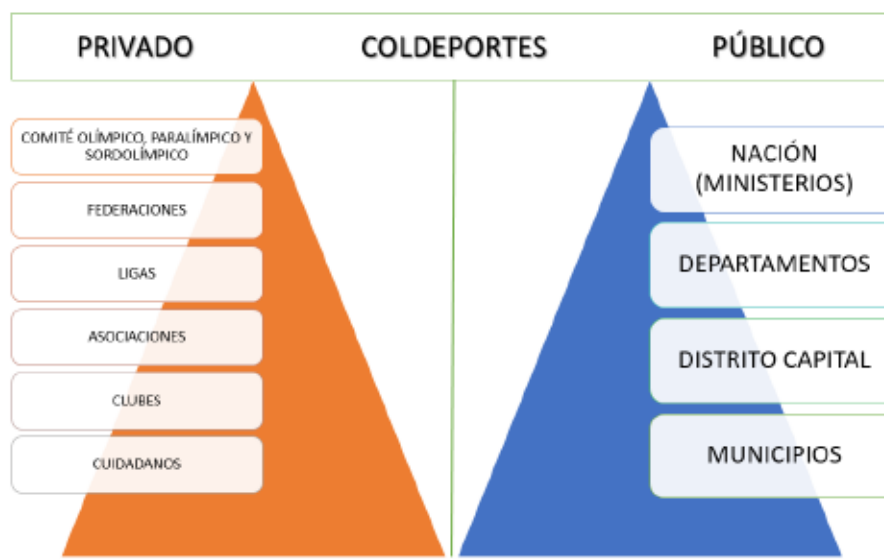 PRIVADO COLDEPORTES PÚBLICO
COMITÉ OLÍMPICO, PARALÍMPICO Y
SORDOLÍMPICO
FEDERACIONES
LIGAS
ASOCIACIONES
CLUBES
CUIDADANOS
NACIÓN
(MINISTERIOS)
DEPARTAMENTOS
DISTRITO CAPITAL
MUNICIPIOS